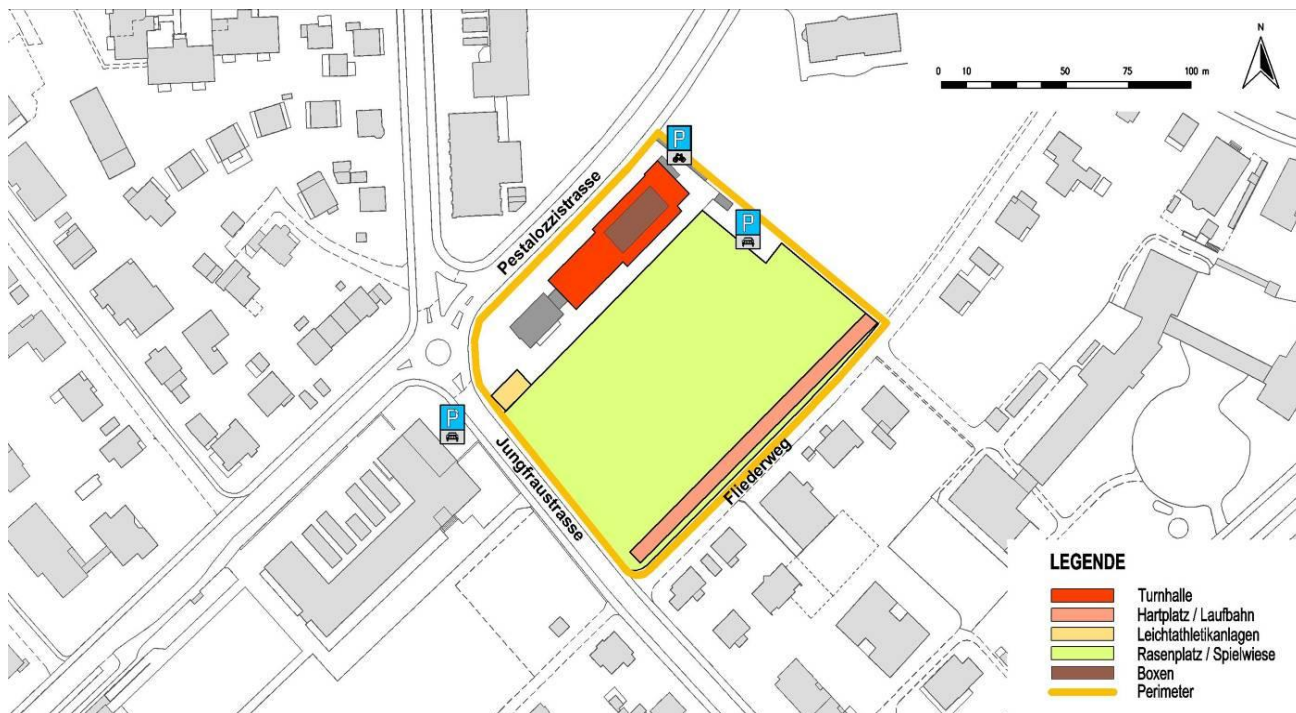 N
0 10 50 75 100 m
P
P
P
Pestalozzistrasse
Jungfraustrasse
Fliederweg
LEGENDE
Turnhalle
Hartplatz / Laufbahn
Leichtathletikanlagen
Rasenplatz / Spielwiese
Boxen
Perimeter